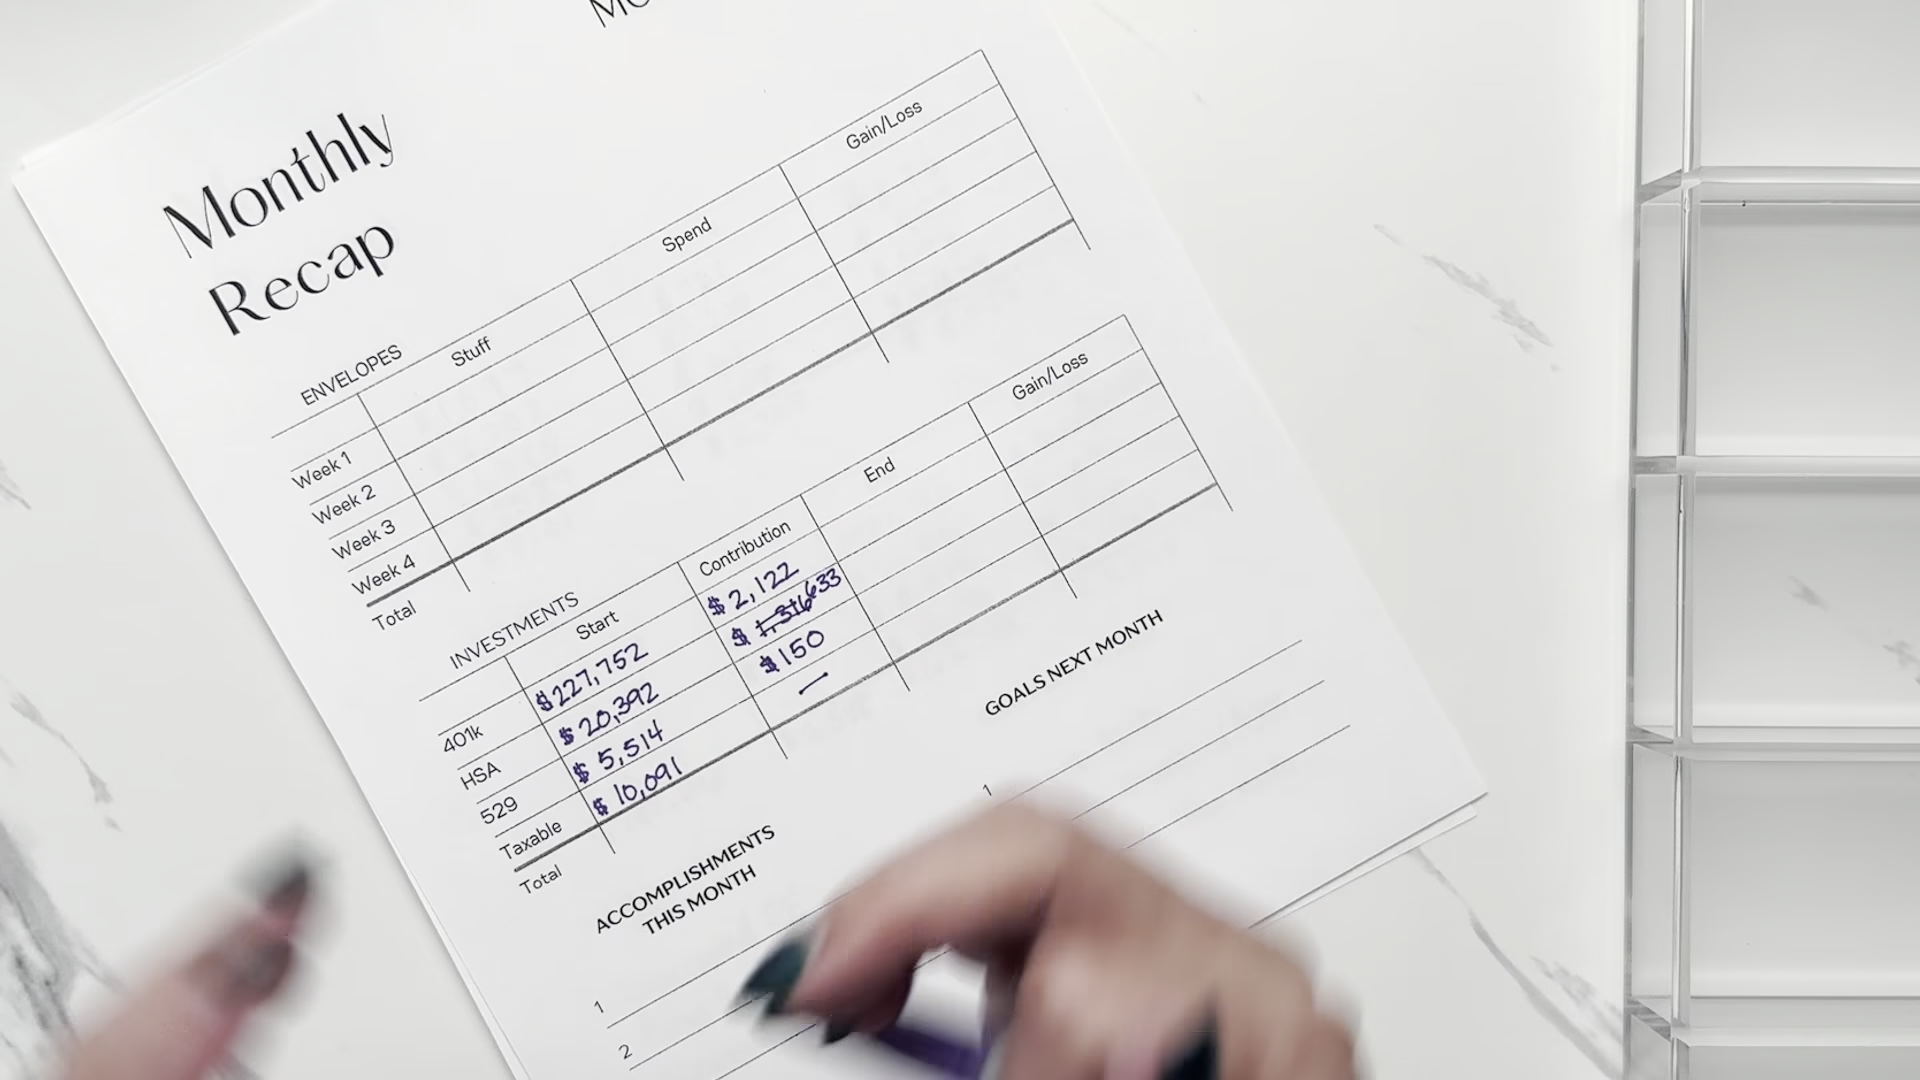 Mo
Monthly
Recap
ENVELOPES Stuff Spend Gain/Loss
Week 1
Week 2
Week 3
Week 4
Total
INVESTMENTS Start Contribution End Gain/Loss
401k $227,752 $2,122
HSA $20,392 $ 1,316 633
529 $5,514 $150
Taxable $10,091 —
Total
ACCOMPLISHMENTS
THIS MONTH
1
2
GOALS NEXT MONTH
1